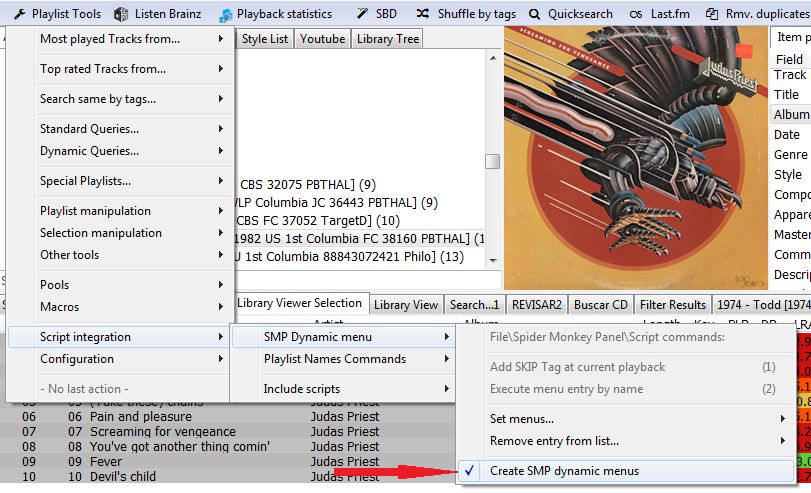 Playlist Tools Listen Brainz Playback statistics SBD Shuffle by tags Quicksearch Last.fm Rmv. duplicates
Most played Tracks from...
Top rated Tracks from...
Search same by tags...
Standard Queries...
Dynamic Queries...
Special Playlists...
Playlist manipulation
Selection manipulation
Other tools
Pools
Macros
Script integration
Configuration
- No last action -
Style List Youtube Library Tree
CBS 32075 PBTHAL] (9)
WLP Columbia JC 36443 PBTHAL] (9)
CBS FC 37052 TargetD] (10)
1982 US 1st Columbia FC 38160 PBTHAL] (1
U 1st Columbia 88843072421 Philo] (13)
SCREAMING FOR VENGEANCE
Judas Priest
Item p
Field
Track
Title
Album
Date
Genre
Style
Compo
Appare
Master
Comm
Descrip
Library Viewer Selection Library View Search...1 REVISAR2 Buscar CD Filter Results 1974 - Todd [1974
Artist Album Length Key
SMP Dynamic menu
Playlist Names Commands
Include scripts
File\Spider Monkey Panel\Script commands:
Add SKIP Tag at current playback (1)
Execute menu entry by name (2)
Set menus...
Remove entry from list...
Create SMP dynamic menus
(Take these) chains Judas Priest
06 06 Pain and pleasure Judas Priest
07 07 Screaming for vengeance Judas Priest
08 08 You've got another thing comin' Judas Priest
09 09 Fever Judas Priest
10 10 Devil's child Judas Priest